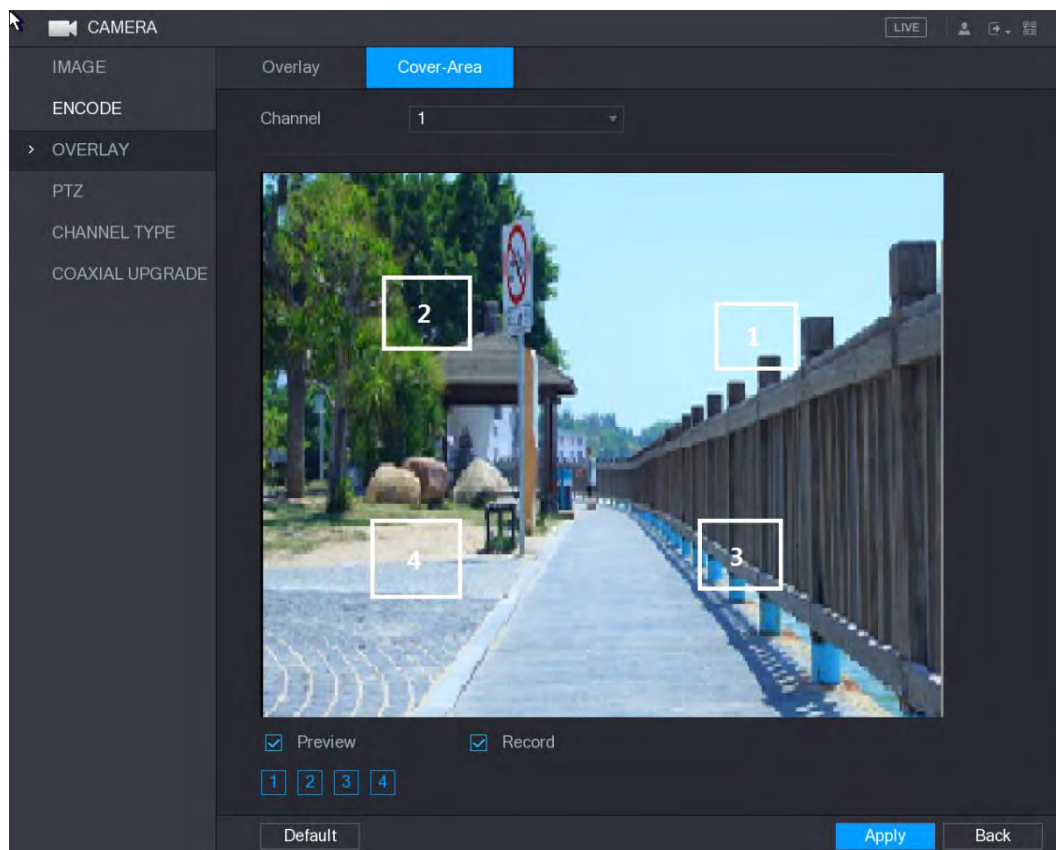 CAMERA
LIVE
IMAGE
Overlay
Cover-Area
ENCODE
Channel
1
OVERLAY
PTZ
CHANNEL TYPE
COAXIAL UPGRADE
2
1
4
3
Preview
Record
1 2 3 4
Default
Apply
Back